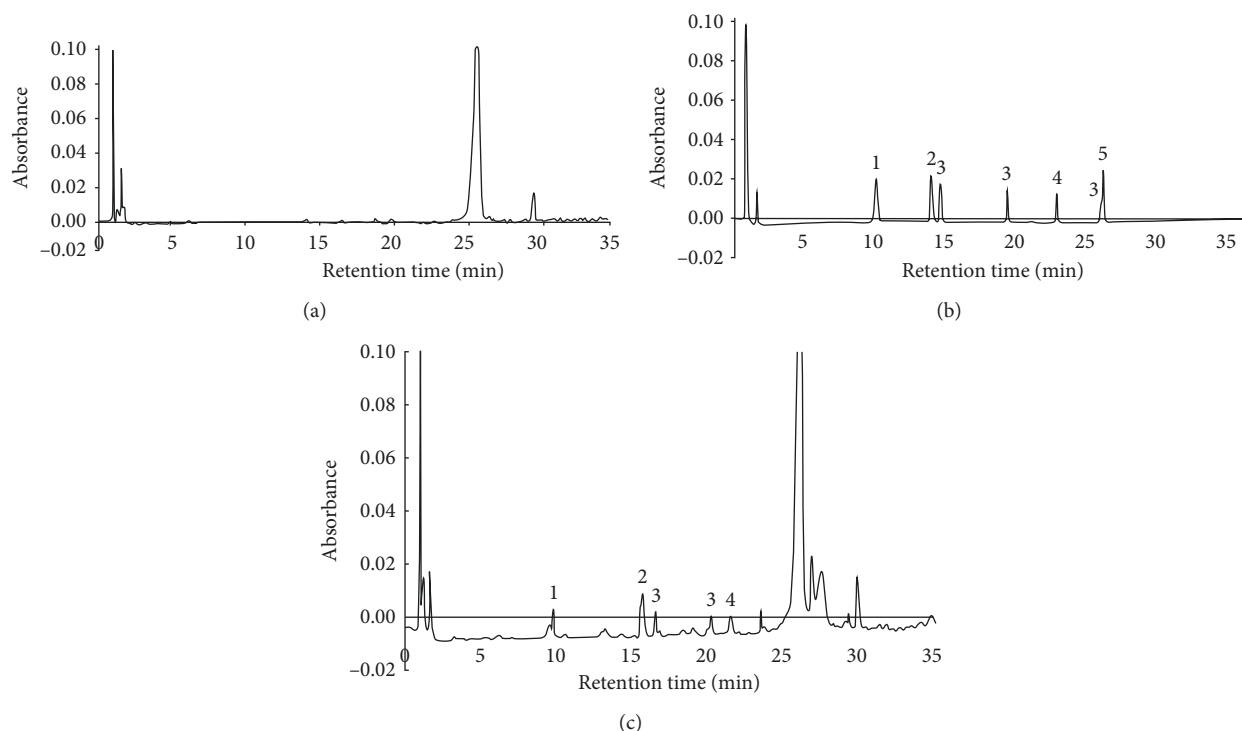 0.10
0.08
0.06
0.04
0.02
0.00
−0.02
Absorbance
0 5 10 15 20 25 30 35
Retention time (min)
(a)
0.10
0.08
0.06
0.04
0.02
0.00
−0.02
Absorbance
1 2 3 3 4 3 5
5 10 15 20 25 30 35
Retention time (min)
(b)
0.10
0.08
0.06
0.04
0.02
0.00
−0.02
Absorbance
1 2 3 3 4
0 5 10 15 20 25 30 35
Retention time (min)
(c)